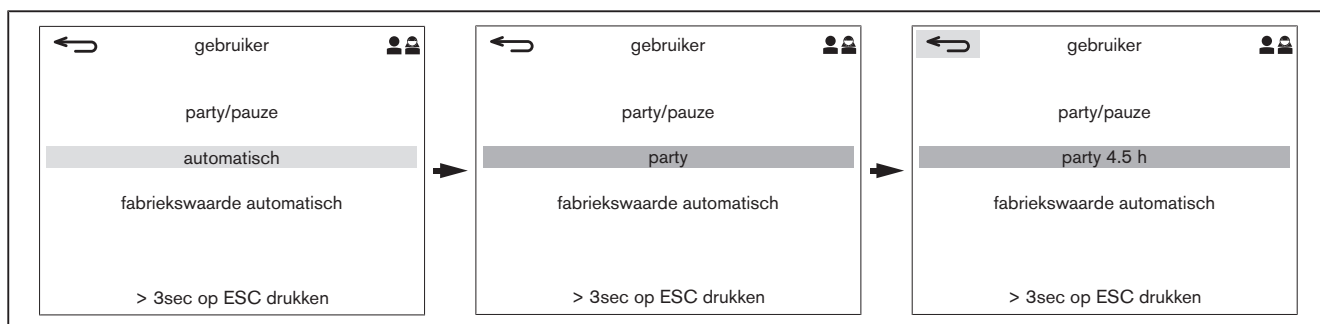 gebruiker
party/pauze
automatisch
fabriekswaarde automatisch
> 3sec op ESC drukken
gebruiker
party/pauze
party
fabriekswaarde automatisch
> 3sec op ESC drukken
gebruiker
party/pauze
party 4.5 h
fabriekswaarde automatisch
> 3sec op ESC drukken